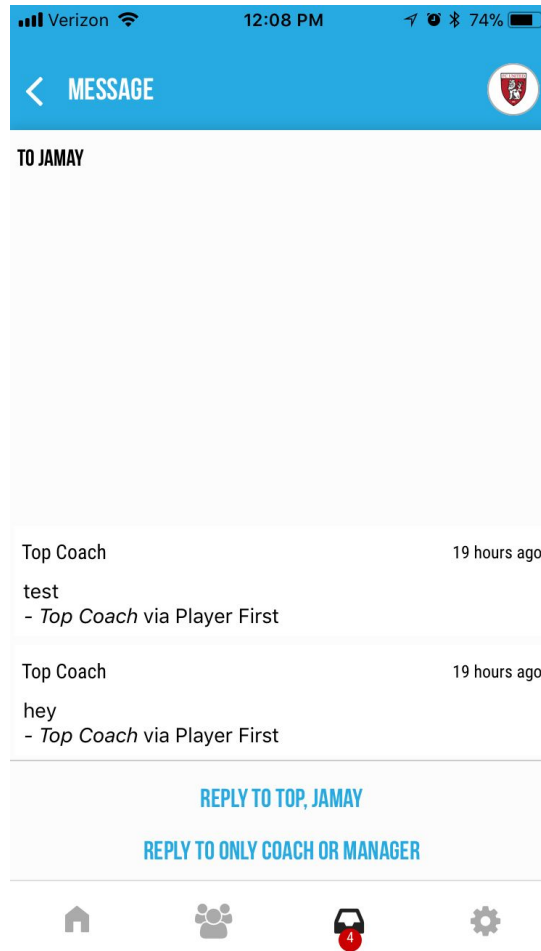 Verizon 12:08 PM 74%
MESSAGE
TO JAMAY
Top Coach 19 hours ago
test
- Top Coach via Player First
Top Coach 19 hours ago
hey
- Top Coach via Player First
REPLY TO TOP, JAMAY
REPLY TO ONLY COACH OR MANAGER
4